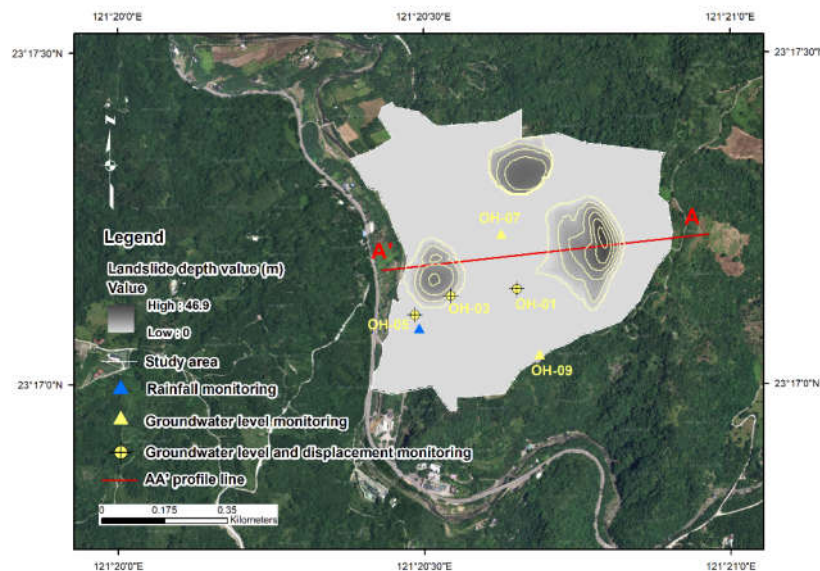 121°20'0"E 121°20'30"E 121°21'0"E
23°17'30"N 23°17'30"N
N
OH-07
A' A
OH-03 OH-01
OH-05
OH-09
23°17'0"N 23°17'0"N
Legend
Landslide depth value (m)
Value
High : 46.9
Low : 0
Study area
Rainfall monitoring
Groundwater level monitoring
Groundwater level and displacement monitoring
AA' profile line
0 0.175 0.35
Kilometers
121°20'0"E 121°20'30"E 121°21'0"E